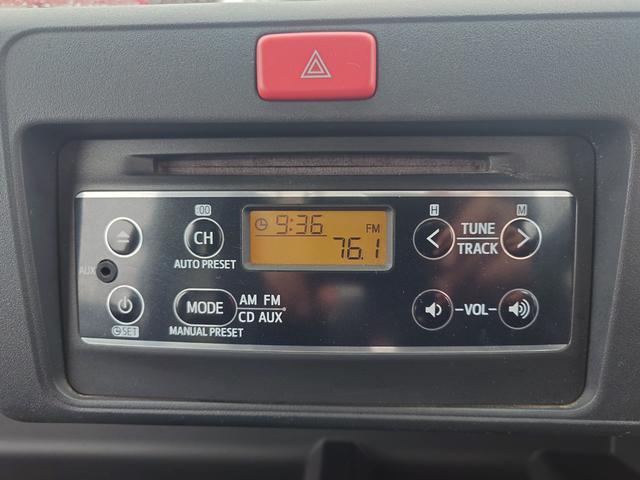 :00 H M
9:36 FM
76.1
CH
AUTO PRESET
TUNE
TRACK
AUX
MODE AM FM
CD AUX
MANUAL PRESET
SET
-VOL-